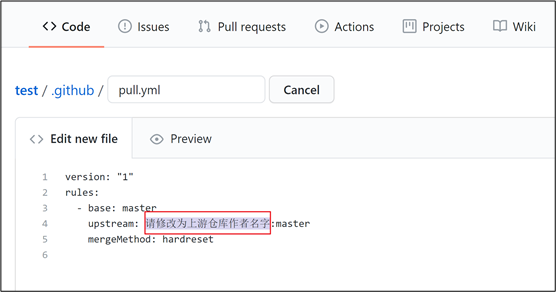 Code Issues Pull requests Actions Projects Wiki
test / .github / pull.yml Cancel
Edit new file Preview
1 version: "1"
2 rules:
3 - base: master
4 upstream: 请修改为上游仓库作者名字:master
5 mergeMethod: hardreset
6